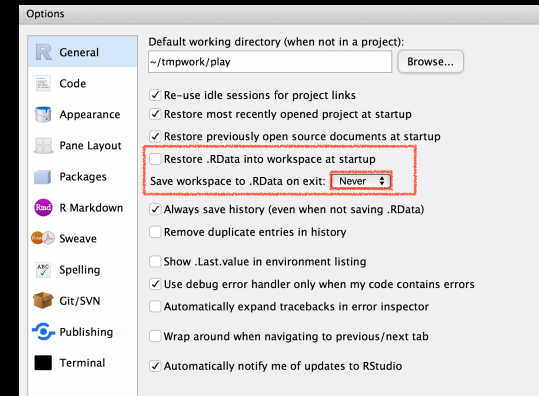 Options
General
Code
Appearance
Pane Layout
Packages
Rmd R Markdown
Sweave
ABC Spelling
Git/SVN
Publishing
Terminal
Default working directory (when not in a project):
~/tmpwork/play Browse...
Re-use idle sessions for project links
Restore most recently opened project at startup
Restore previously open source documents at startup
Restore .RData into workspace at startup
Save workspace to .RData on exit: Never
Always save history (even when not saving .RData)
Remove duplicate entries in history
Show .Last.value in environment listing
Use debug error handler only when my code contains errors
Automatically expand tracebacks in error inspector
Wrap around when navigating to previous/next tab
Automatically notify me of updates to RStudio